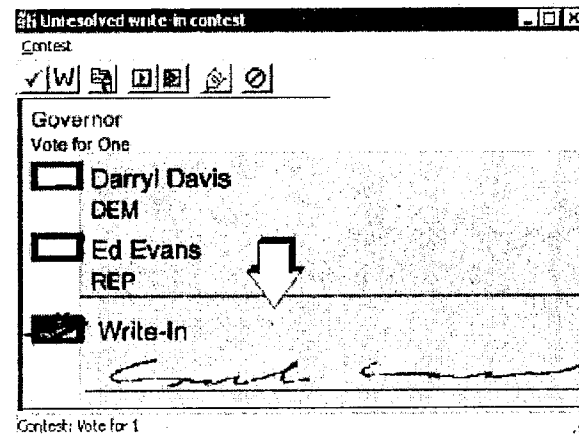 Unresolved write-in contest
Contest
W
Governor
Vote for One
Darryl Davis
DEM
Ed Evans
REP
Write-In
Contest: Vote for 1